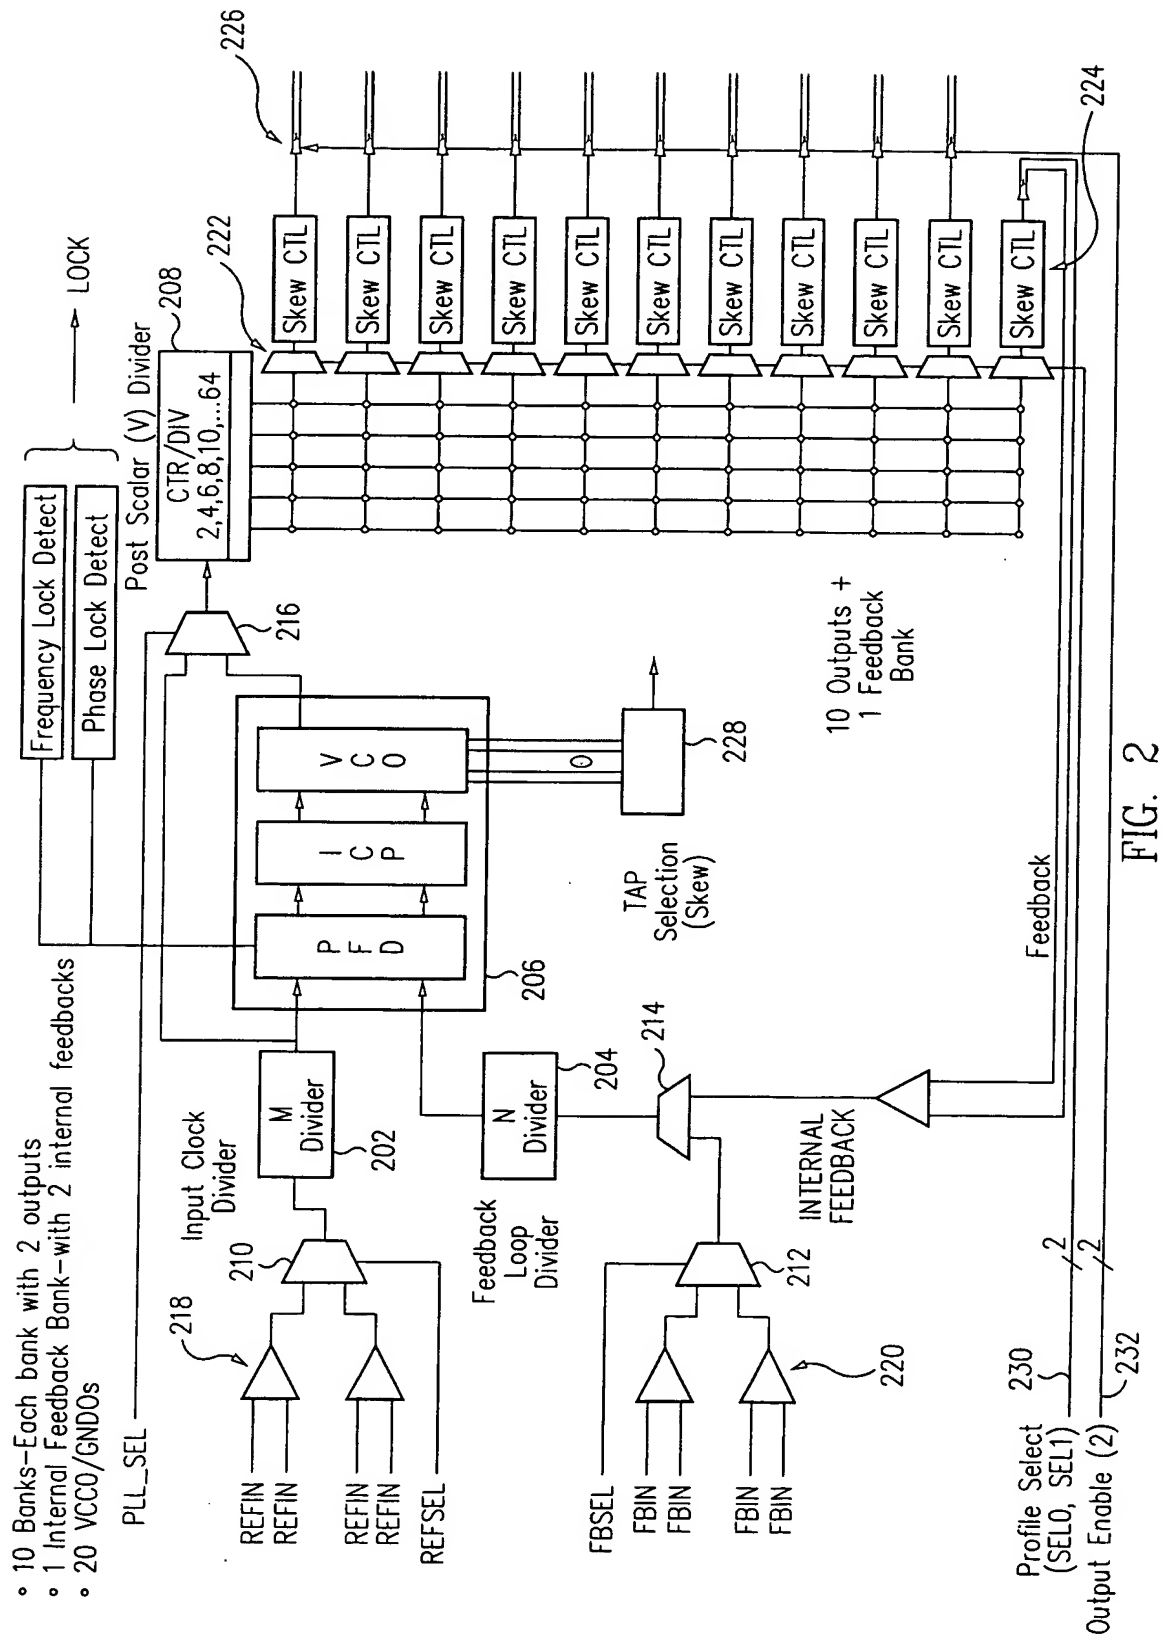 ◦ 10 Banks-Each bank with 2 outputs
◦ 1 Internal Feedback Bank-with 2 internal feedbacks
◦ 20 VCCO/GNDOs
Frequency Lock Detect
Phase Lock Detect
LOCK
PLL_SEL
Post Scalar (V) Divider
208
CTR/DIV
2,4,6,8,10,...64
222
226
216
218
REFIN
REFIN
REFIN
REFIN
REFSEL
210
Input Clock
Divider
M
Divider
202
P
F
D
I
C
P
V
C
O
206
Skew CTL
Skew CTL
Skew CTL
Skew CTL
Skew CTL
Skew CTL
Skew CTL
Skew CTL
Skew CTL
Skew CTL
Skew CTL
224
Feedback
Loop
Divider
N
Divider
204
214
TAP
Selection
(Skew)
228
FBSEL
FBIN
FBIN
FBIN
FBIN
212
220
INTERNAL
FEEDBACK
10 Outputs +
1 Feedback
Bank
Feedback
Profile Select
(SEL0, SEL1)
230
2
Output Enable (2)
232
2
FIG. 2